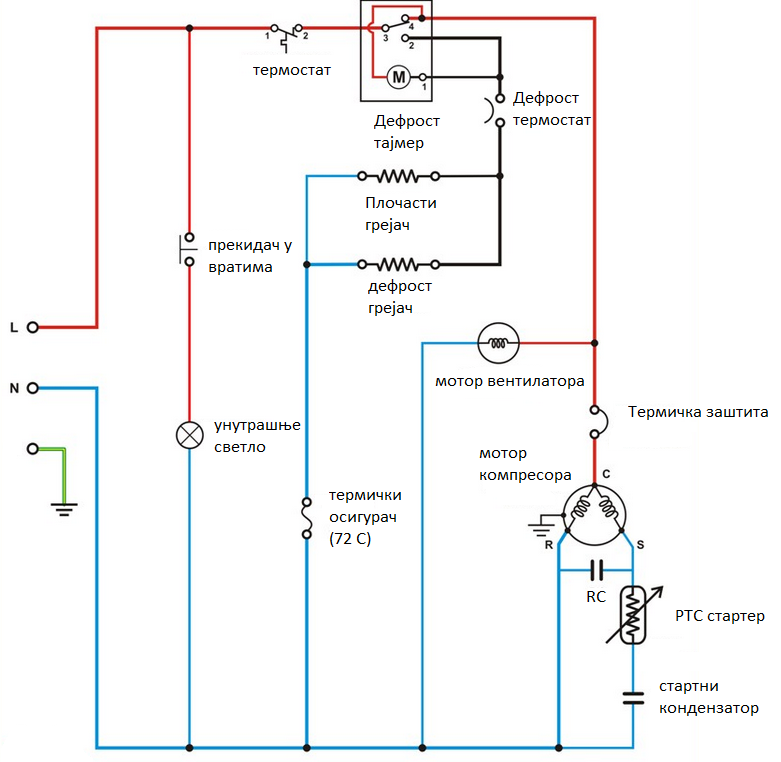 1
2
термостат
3
4
2
M
1
Дефрост
тајмер
Дефрост
термостат
Плочасти
грејач
прекидач у
вратима
дефрост
грејач
L
N
мотор вентилатора
Термичка заштита
унутрашње
светло
мотор
компресора
C
термички
осигурач
(72 C)
R
S
RC
РТС стартер
стартни
кондензатор